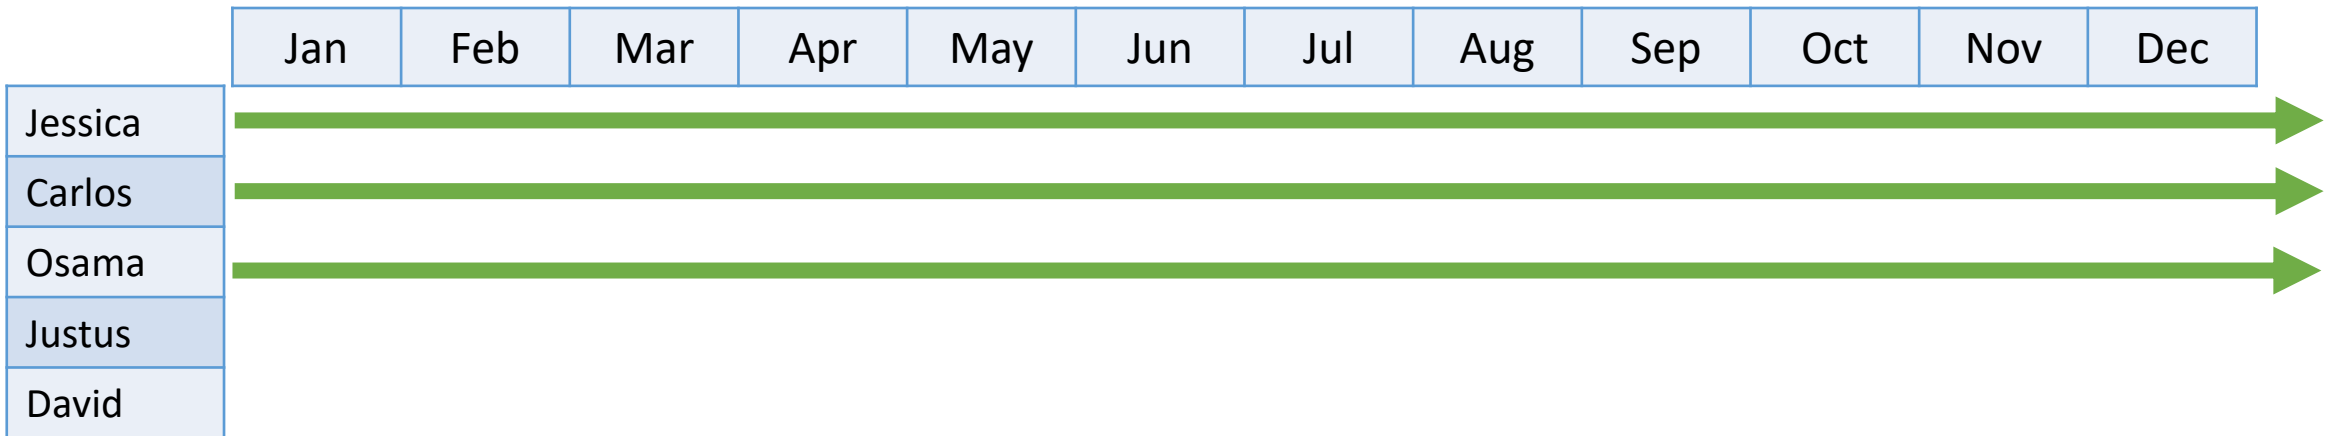 Jan Feb Mar Apr May Jun Jul Aug Sep Oct Nov Dec
Jessica
Carlos
Osama
Justus
David